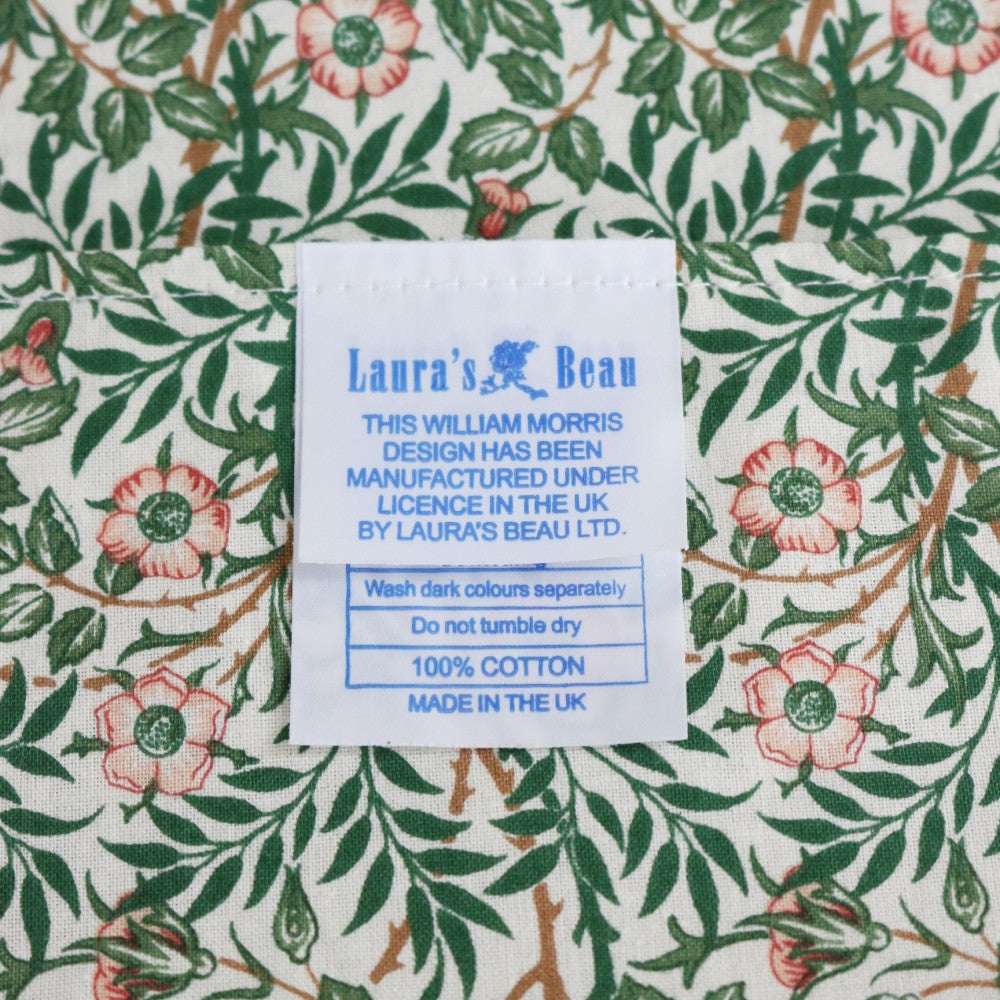 Laura's Beau
THIS WILLIAM MORRIS
DESIGN HAS BEEN
MANUFACTURED UNDER
LICENCE IN THE UK
BY LAURA'S BEAU LTD.
Wash dark colours separately
Do not tumble dry
100% COTTON
MADE IN THE UK